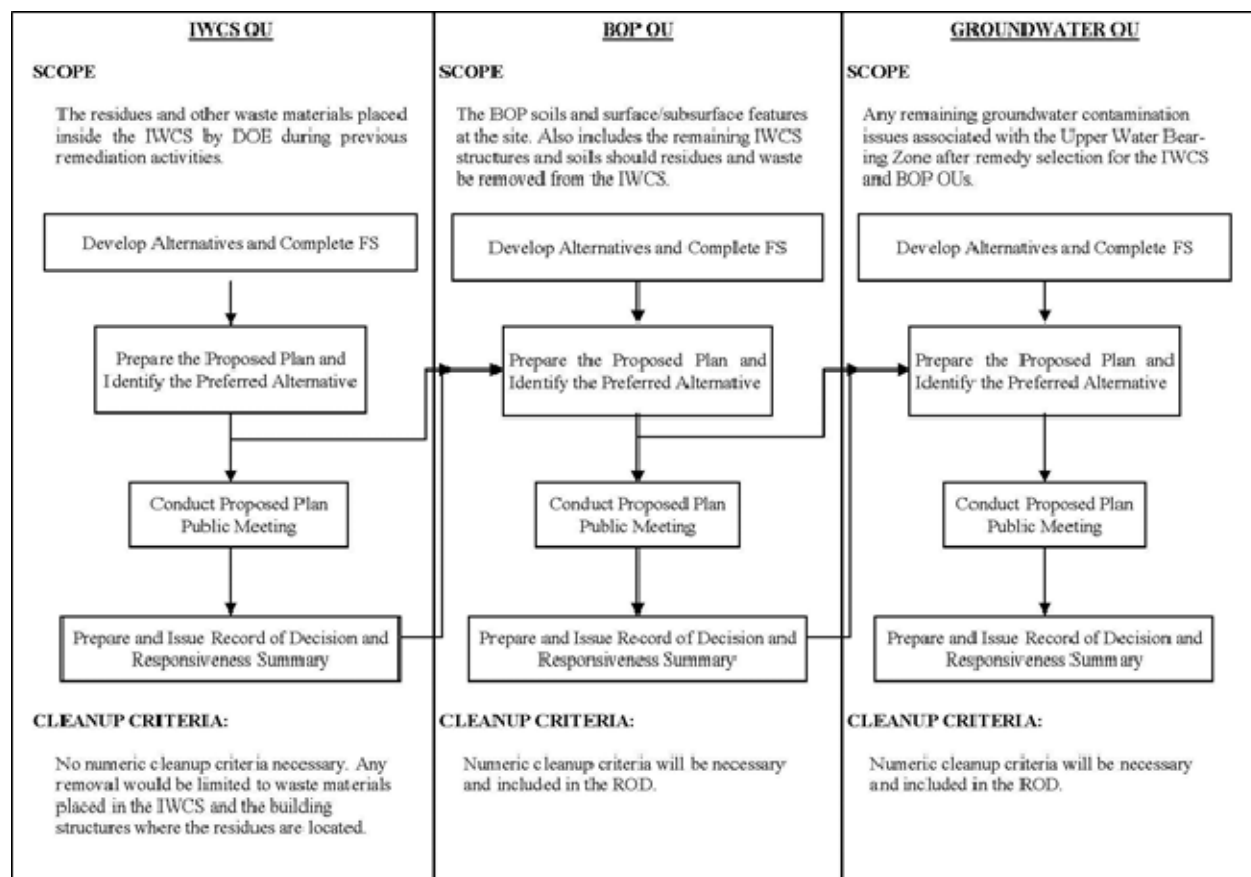 IWCS OU
SCOPE
The residues and other waste materials placed
inside the IWCS by DOE during previous
remediation activities.
Develop Alternatives and Complete FS
Prepare the Proposed Plan and
Identify the Preferred Alternative
Conduct Proposed Plan
Public Meeting
Prepare and Issue Record of Decision and
Responsiveness Summary
CLEANUP CRITERIA:
No numeric cleanup criteria necessary. Any
removal would be limited to waste materials
placed in the IWCS and the building
structures where the residues are located.
BOP OU
SCOPE
The BOP soils and surface/subsurface features
at the site. Also includes the remaining IWCS
structures and soils should residues and waste
be removed from the IWCS.
Develop Alternatives and Complete FS
Prepare the Proposed Plan and
Identify the Preferred Alternative
Conduct Proposed Plan
Public Meeting
Prepare and Issue Record of Decision and
Responsiveness Summary
CLEANUP CRITERIA:
Numeric cleanup criteria will be necessary
and included in the ROD.
GROUNDWATER OU
SCOPE
Any remaining groundwater contamination
issues associated with the Upper Water Bear-
ing Zone after remedy selection for the IWCS
and BOP OUs.
Develop Alternatives and Complete FS
Prepare the Proposed Plan and
Identify the Preferred Alternative
Conduct Proposed Plan
Public Meeting
Prepare and Issue Record of Decision and
Responsiveness Summary
CLEANUP CRITERIA:
Numeric cleanup criteria will be necessary
and included in the ROD.